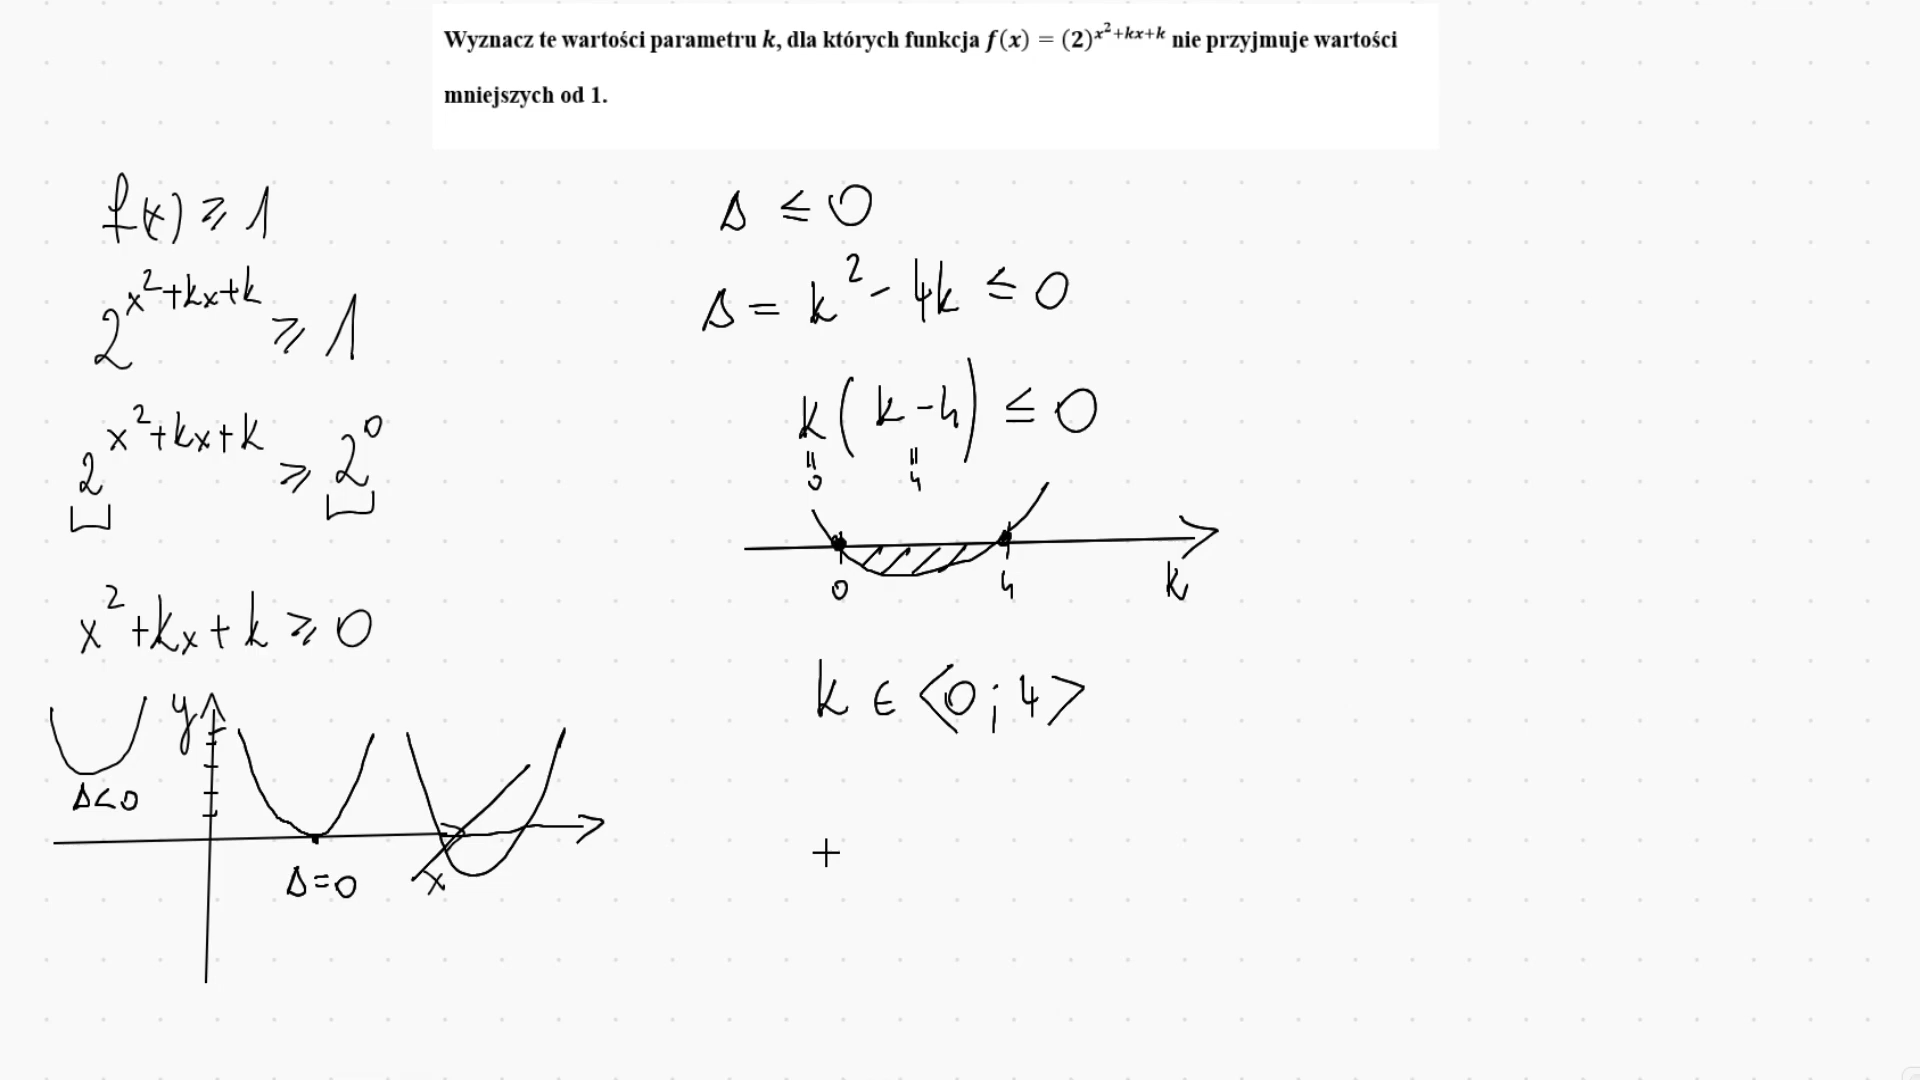 Wyznacz te wartości parametru k, dla których funkcja f(x) = (2)^{x²+kx+k} nie przyjmuje wartości
mniejszych od 1.
f(x) ⩾ 1
2^{x²+kx+k} ⩾ 1
2^{x²+kx+k} ⩾ 2^0
x²+kx+k ⩾ 0
y
Δ<0
Δ=0
x
Δ ≤ 0
Δ = k² - 4k ≤ 0
k(k-4) ≤ 0
0 4
0 4 k
k ∈ <0;4>